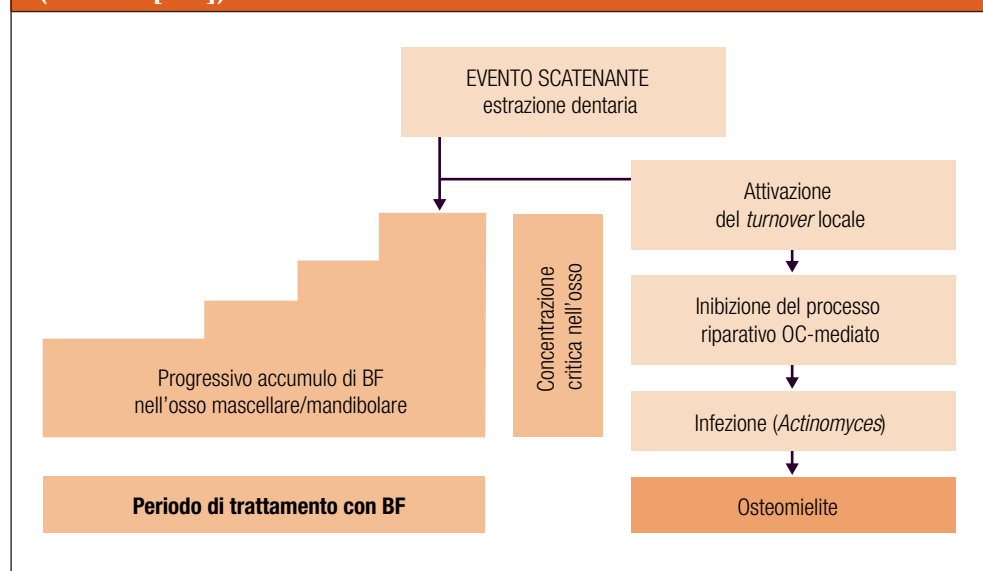 EVENTO SCATENANTE
estrazione dentaria
Attivazione
del turnover locale
Concentrazione
critica nell'osso
Inibizione del processo
riparativo OC-mediato
Progressivo accumulo di BF
nell'osso mascellare/mandibolare
Infezione (Actinomyces)
Periodo di trattamento con BF
Osteomielite